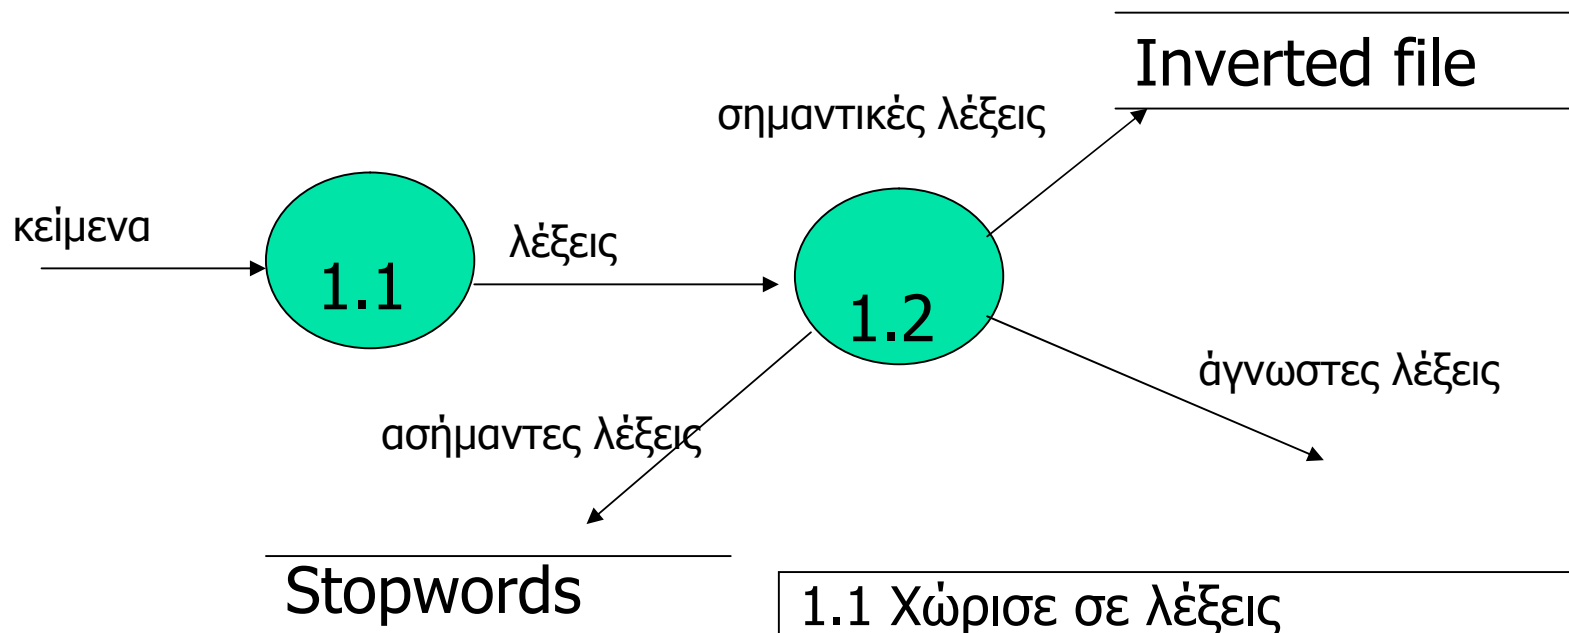 Inverted file
σημαντικές λέξεις
κείμενα
λέξεις
1.1
1.2
άγνωστες λέξεις
ασήμαντες λέξεις
Stopwords
1.1 Χώρισε σε λέξεις